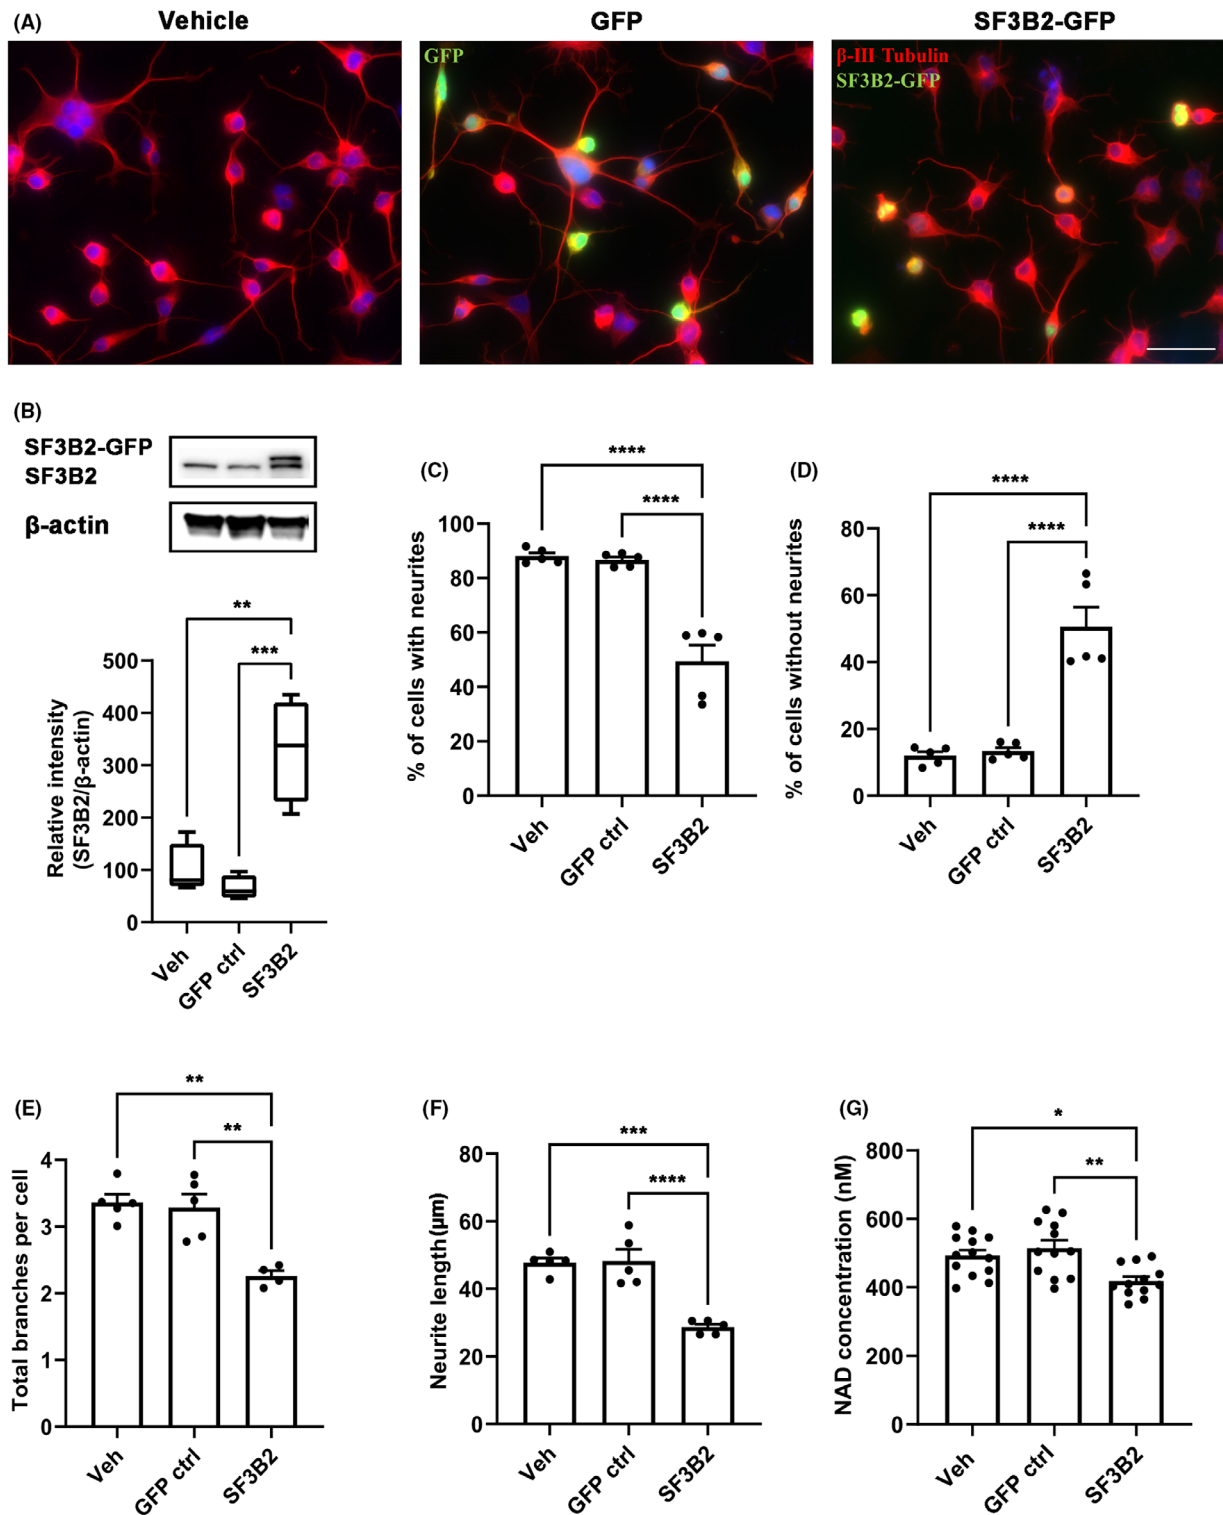 (A)
Vehicle
GFP
SF3B2-GFP
GFP
β-III Tubulin
SF3B2-GFP
(B)
SF3B2-GFP
SF3B2
β-actin
**
***
500
400
300
200
100
0
Relative intensity
(SF3B2/β-actin)
Veh
GFP ctrl
SF3B2
(C)
****
****
100
80
60
40
20
0
% of cells with neurites
Veh
GFP ctrl
SF3B2
(D)
****
****
80
60
40
20
0
% of cells without neurites
Veh
GFP ctrl
SF3B2
(E)
**
**
4
3
2
1
0
Total branches per cell
Veh
GFP ctrl
SF3B2
(F)
***
****
80
60
40
20
0
Neurite length (µm)
Veh
GFP ctrl
SF3B2
(G)
*
**
800
600
400
200
0
NAD concentration (nM)
Veh
GFP ctrl
SF3B2